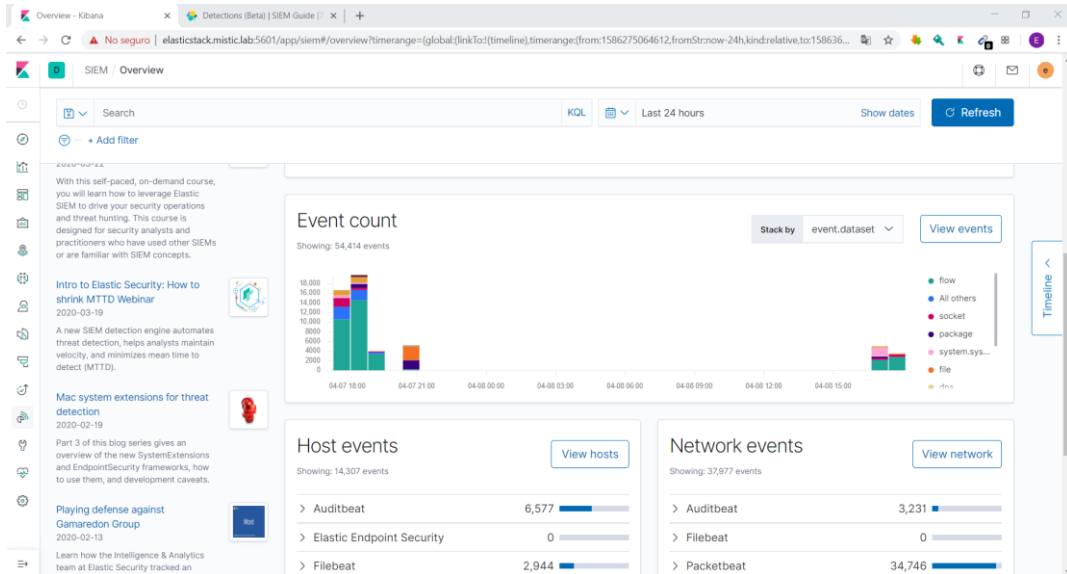 Overview - Kibana
Detections (Beta) | SIEM Guide [7
No seguro | elasticstack.mistic.lab:5601/app/siem#/overview?timerange=(global:(linkTo:!(timeline),timerange:(from:1586275064612,fromStr:now-24h,kind:relative,to:158636...
E
D
SIEM / Overview
e
Search
KQL
Last 24 hours
Show dates
Refresh
+ Add filter
2020-03-22
With this self-paced, on-demand course,
you will learn how to leverage Elastic
SIEM to drive your security operations
and threat hunting. This course is
designed for security analysts and
practitioners who have used other SIEMs
or are familiar with SIEM concepts.
Intro to Elastic Security: How to
shrink MTTD Webinar
2020-03-19
A new SIEM detection engine automates
threat detection, helps analysts maintain
velocity, and minimizes mean time to
detect (MTTD).
Mac system extensions for threat
detection
2020-02-19
Part 3 of this blog series gives an
overview of the new SystemExtensions
and EndpointSecurity frameworks, how
to use them, and development caveats.
Playing defense against
Gamaredon Group
2020-02-13
Learn how the Intelligence & Analytics
team at Elastic Security tracked an
Event count
Showing: 54,414 events
Stack by
event.dataset
View events
18,000
16,000
14,000
12,000
10,000
8000
6000
4000
2000
0
04-07 18:00
04-07 21:00
04-08 00:00
04-08 03:00
04-08 06:00
04-08 09:00
04-08 12:00
04-08 15:00
flow
All others
socket
package
system.sys...
file
dns
Timeline
Host events
Showing: 14,307 events
View hosts
Auditbeat 6,577
Elastic Endpoint Security 0
Filebeat 2,944
Network events
Showing: 37,977 events
View network
Auditbeat 3,231
Filebeat 0
Packetbeat 34,746